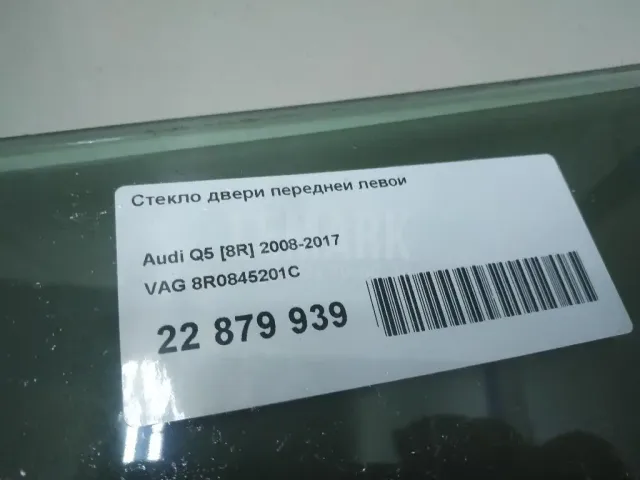 Стекло двери передней левой
Audi Q5 [8R] 2008-2017
VAG 8R0845201C
22 879 939